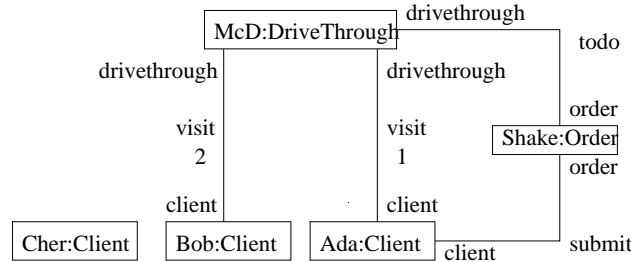 drivethrough
McD:DriveThrough
todo
drivethrough
drivethrough
order
visit
visit
Shake:Order
2
1
order
client
client
Cher:Client
Bob:Client
Ada:Client
client
submit